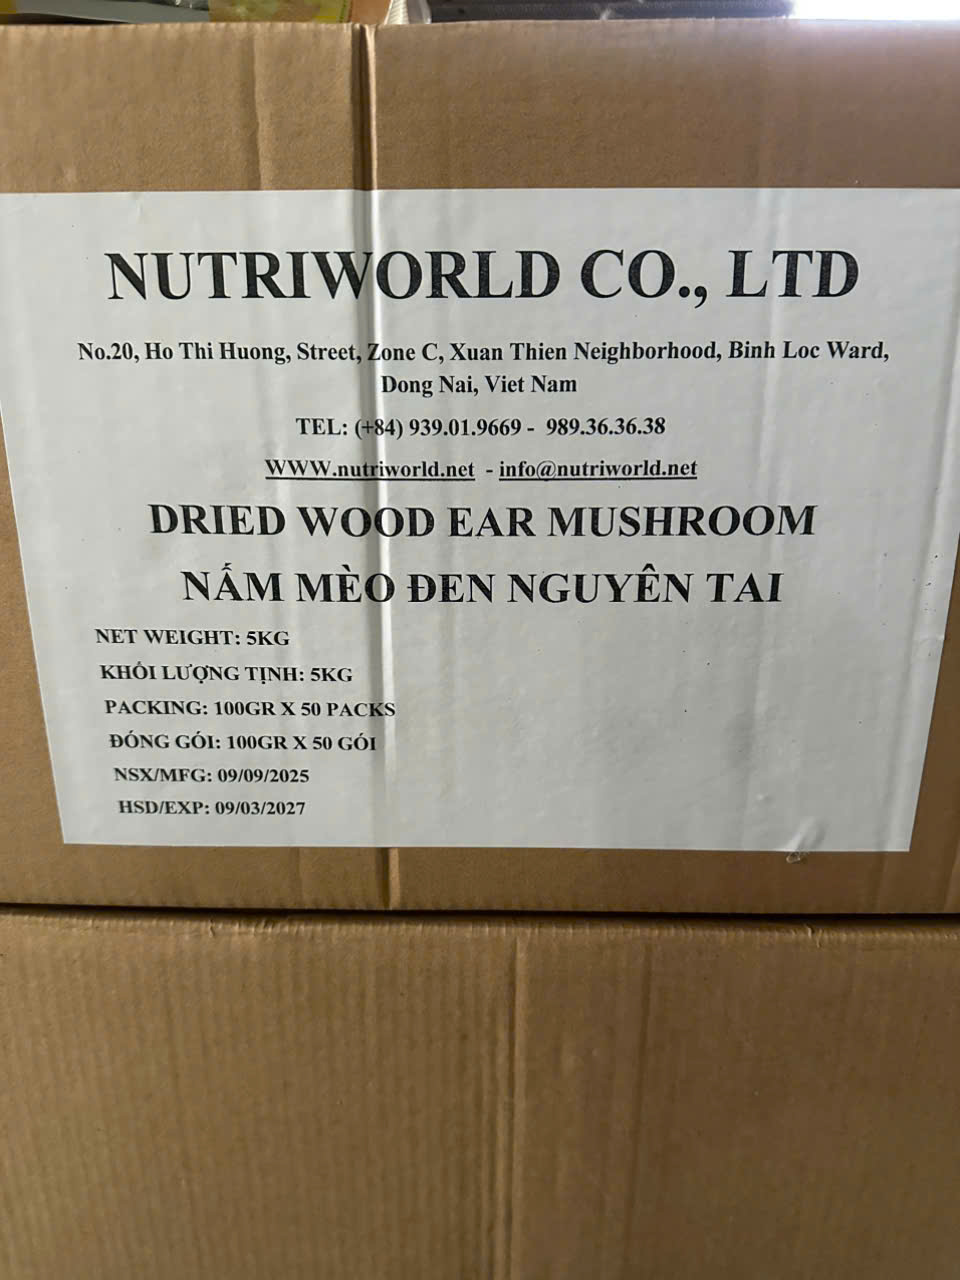 NUTRIWORLD CO., LTD
No.20, Ho Thi Huong, Street, Zone C, Xuan Thien Neighborhood, Binh Loc Ward,
Dong Nai, Viet Nam
TEL: (+84) 939.01.9669 - 989.36.36.38
WWW.nutriworld.net - info@nutriworld.net
DRIED WOOD EAR MUSHROOM
NẤM MÈO ĐEN NGUYÊN TAI
NET WEIGHT: 5KG
KHỐI LƯỢNG TỊNH: 5KG
PACKING: 100GR X 50 PACKS
ĐÓNG GÓI: 100GR X 50 GÓI
NSX/MFG: 09/09/2025
HSD/EXP: 09/03/2027